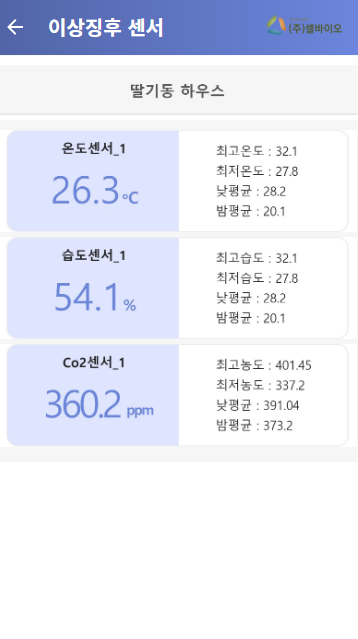 이상징후 센서
(주)셀바이오
딸기동 하우스
온도센서_1
26.3℃
최고온도 : 32.1
최저온도 : 27.8
낮평균 : 28.2
밤평균 : 20.1
습도센서_1
54.1%
최고습도 : 32.1
최저습도 : 27.8
낮평균 : 28.2
밤평균 : 20.1
Co2센서_1
360.2 ppm
최고농도 : 401.45
최저농도 : 337.2
낮평균 : 391.04
밤평균 : 373.2